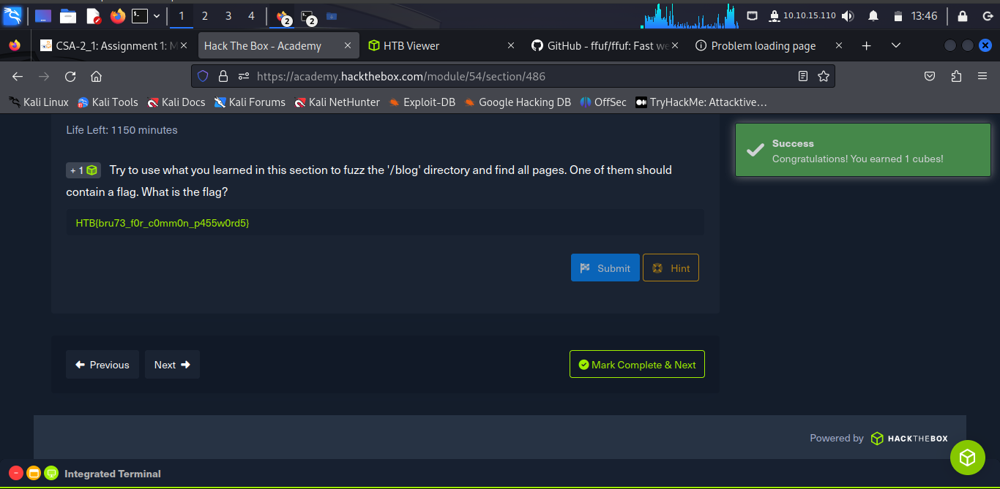 1 2 3 4 2 2 10.10.15.110 13:46
CSA-2_1: Assignment 1: M Hack The Box - Academy HTB Viewer GitHub - ffuf/ffuf: Fast we Problem loading page
https://academy.hackthebox.com/module/54/section/486
Kali Linux Kali Tools Kali Docs Kali Forums Kali NetHunter Exploit-DB Google Hacking DB OffSec TryHackMe: Attacktive…
Life Left: 1150 minutes
Success
Congratulations! You earned 1 cubes!
+ 1 Try to use what you learned in this section to fuzz the '/blog' directory and find all pages. One of them should
contain a flag. What is the flag?
HTB{bru73_f0r_c0mm0n_p455w0rd5}
Submit Hint
Previous Next Mark Complete & Next
Powered by HACKTHEBOX
Integrated Terminal